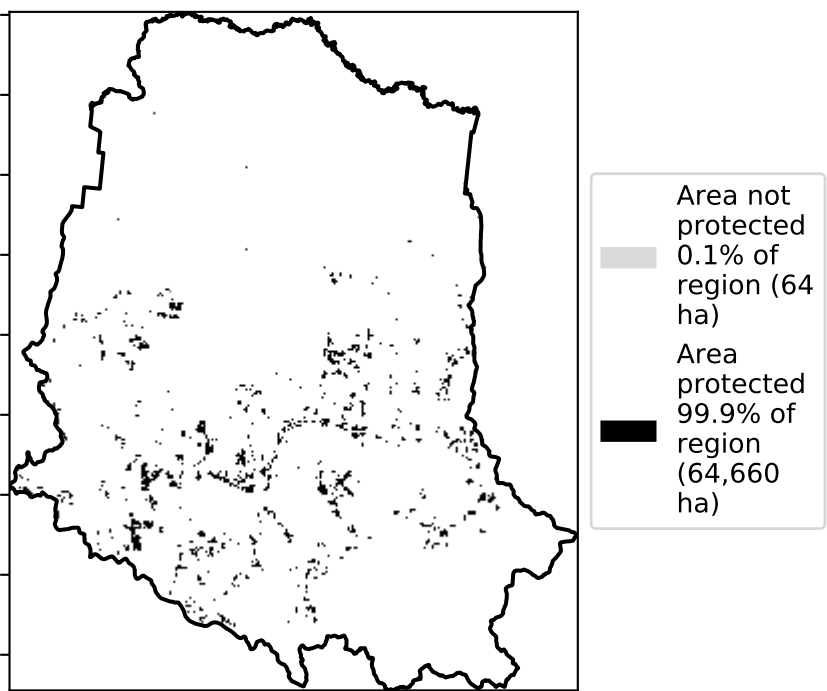 Area not
protected
0.1% of
region (64
ha)
Area
protected
99.9% of
region
(64,660
ha)